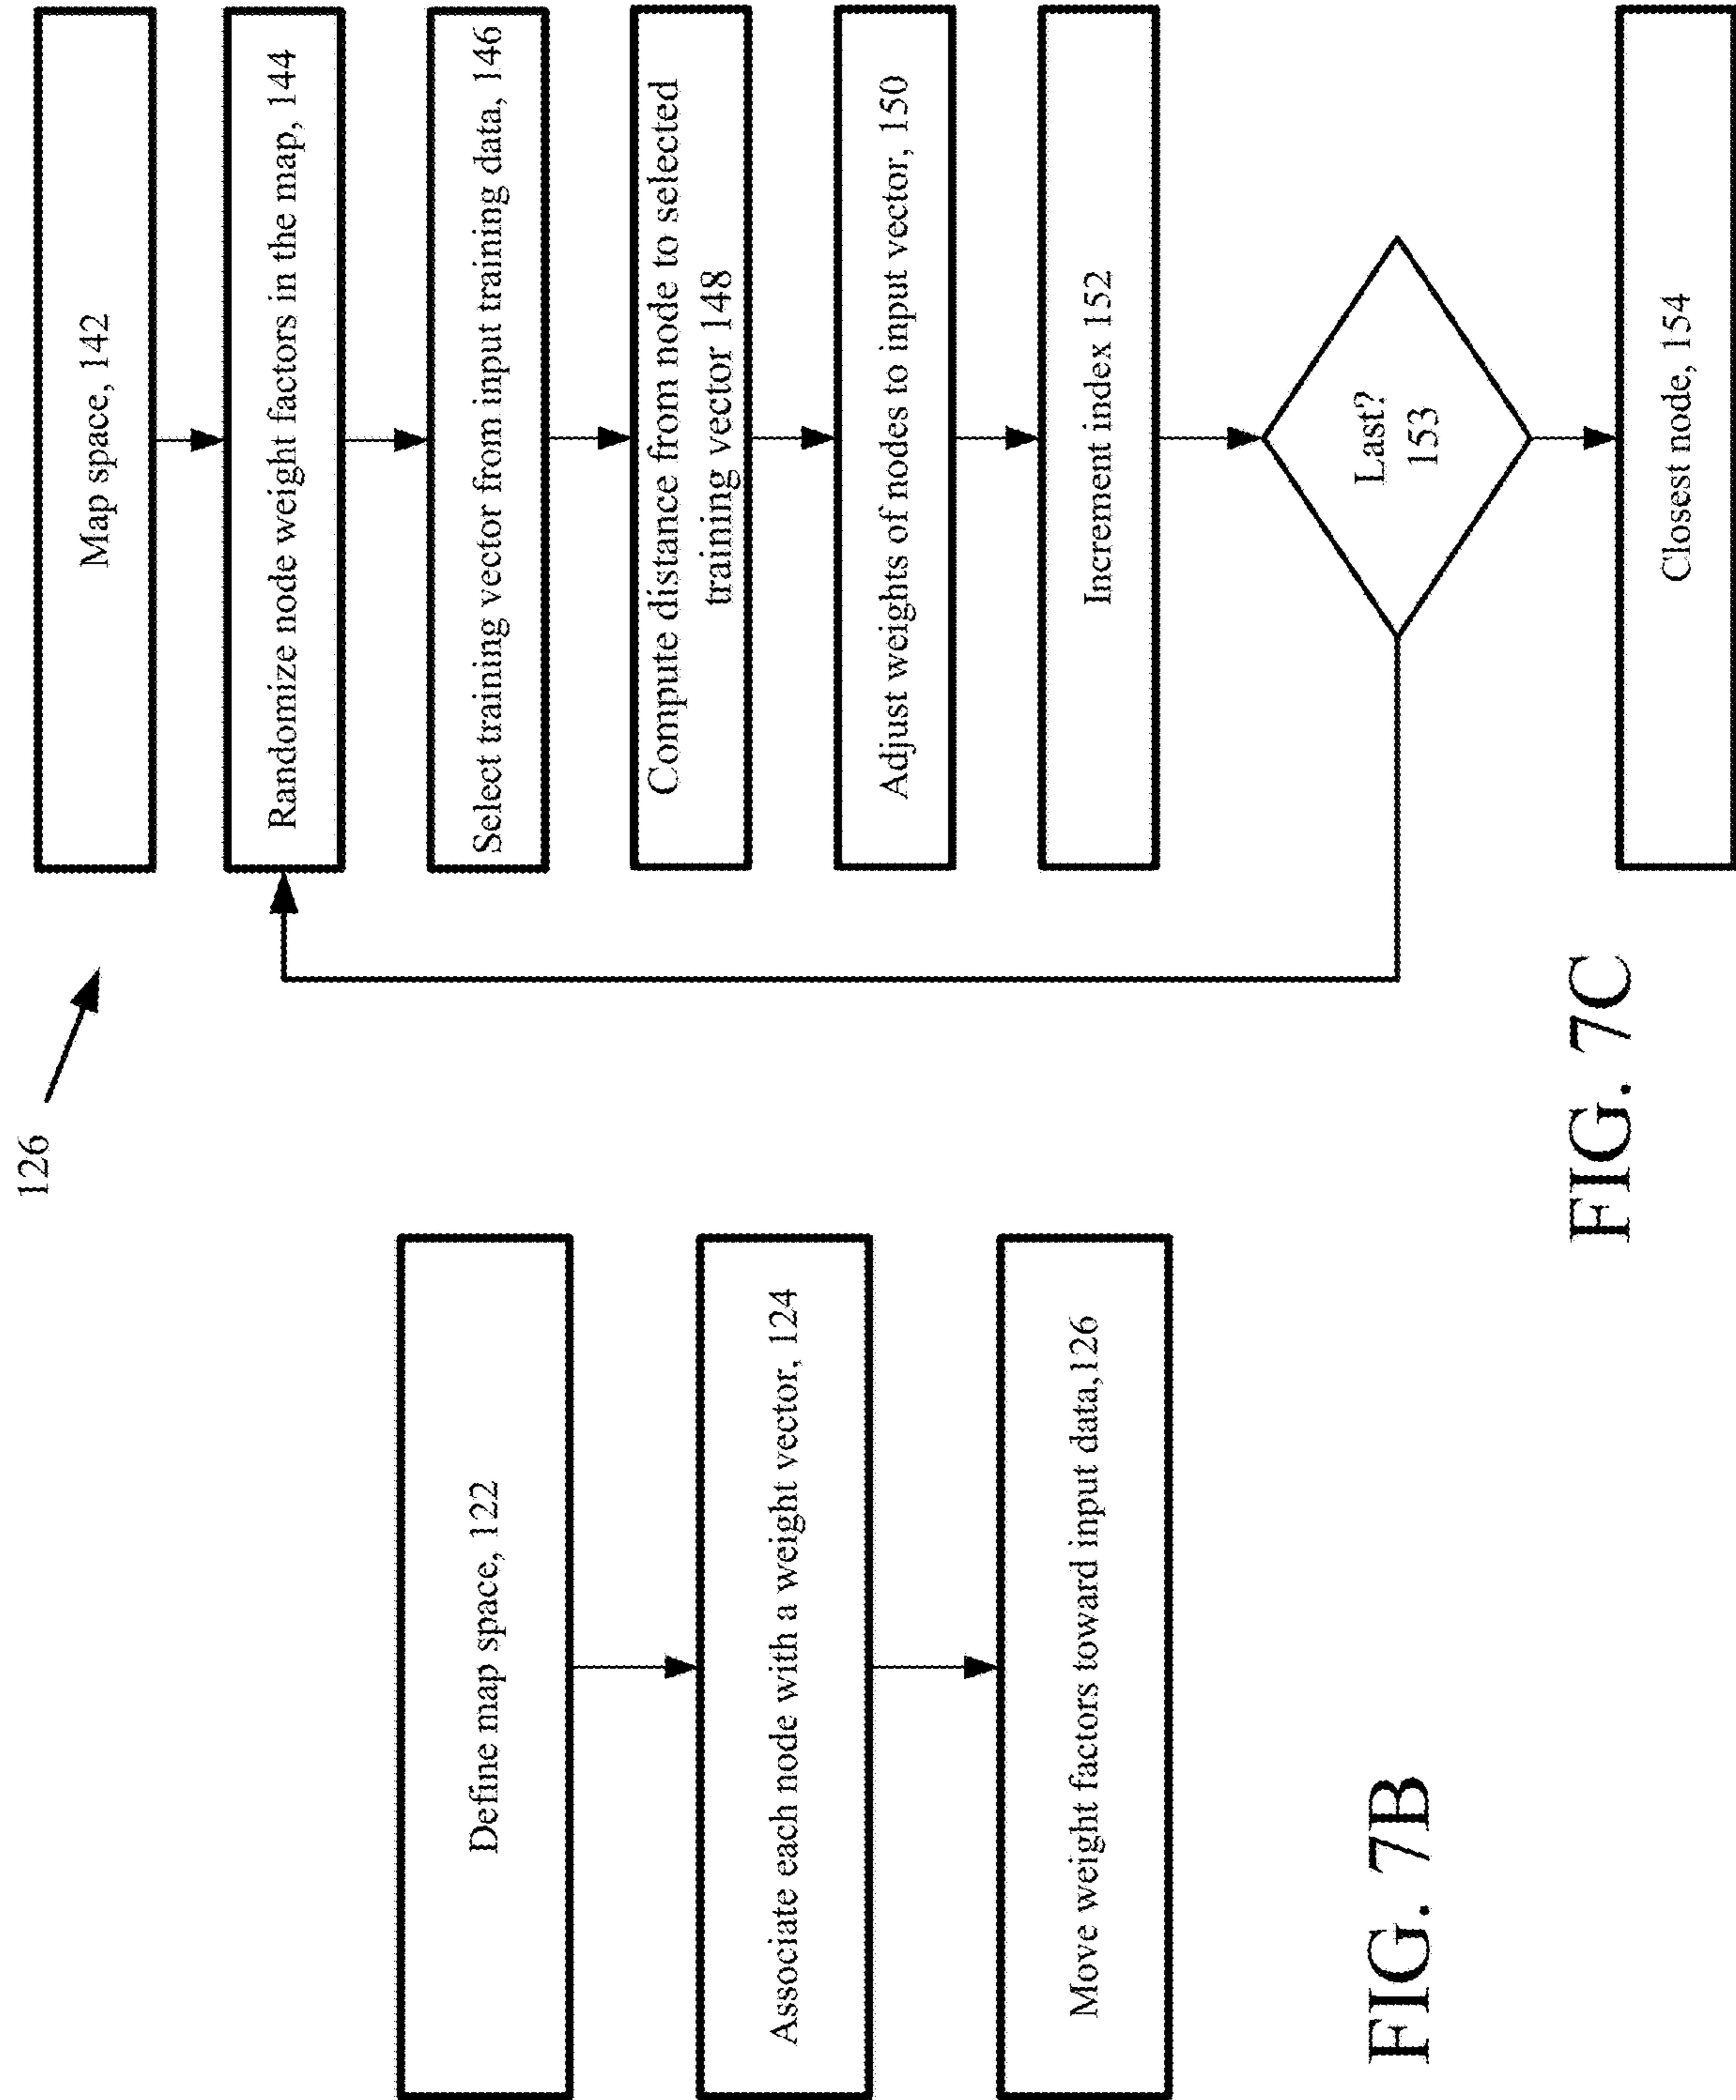 Define map space, 122
Associate each node with a weight vector, 124
Move weight factors toward input data,126
FIG. 7B
126
Map space, 142
Randomize node weight factors in the map, 144
Select training vector from input training data, 146
Compute distance from node to selected
training vector 148
Adjust weights of nodes to input vector, 150
Increment index 152
Last?
153
Closest node, 154
FIG. 7C